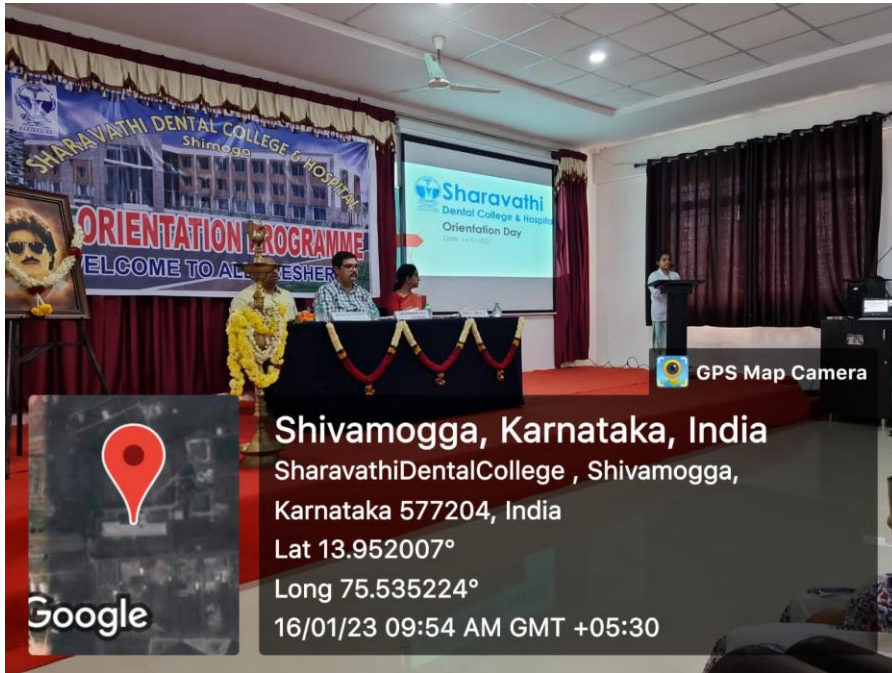 SHARAVATHI DENTAL COLLEGE & HOSPITAL
Shimoga
ORIENTATION PROGRAMME
WELCOME TO ALL FRESHERS
Sharavathi
Dental College & Hospital
Orientation Day
GPS Map Camera
Shivamogga, Karnataka, India
SharavathiDentalCollege , Shivamogga,
Karnataka 577204, India
Lat 13.952007°
Long 75.535224°
16/01/23 09:54 AM GMT +05:30
Google